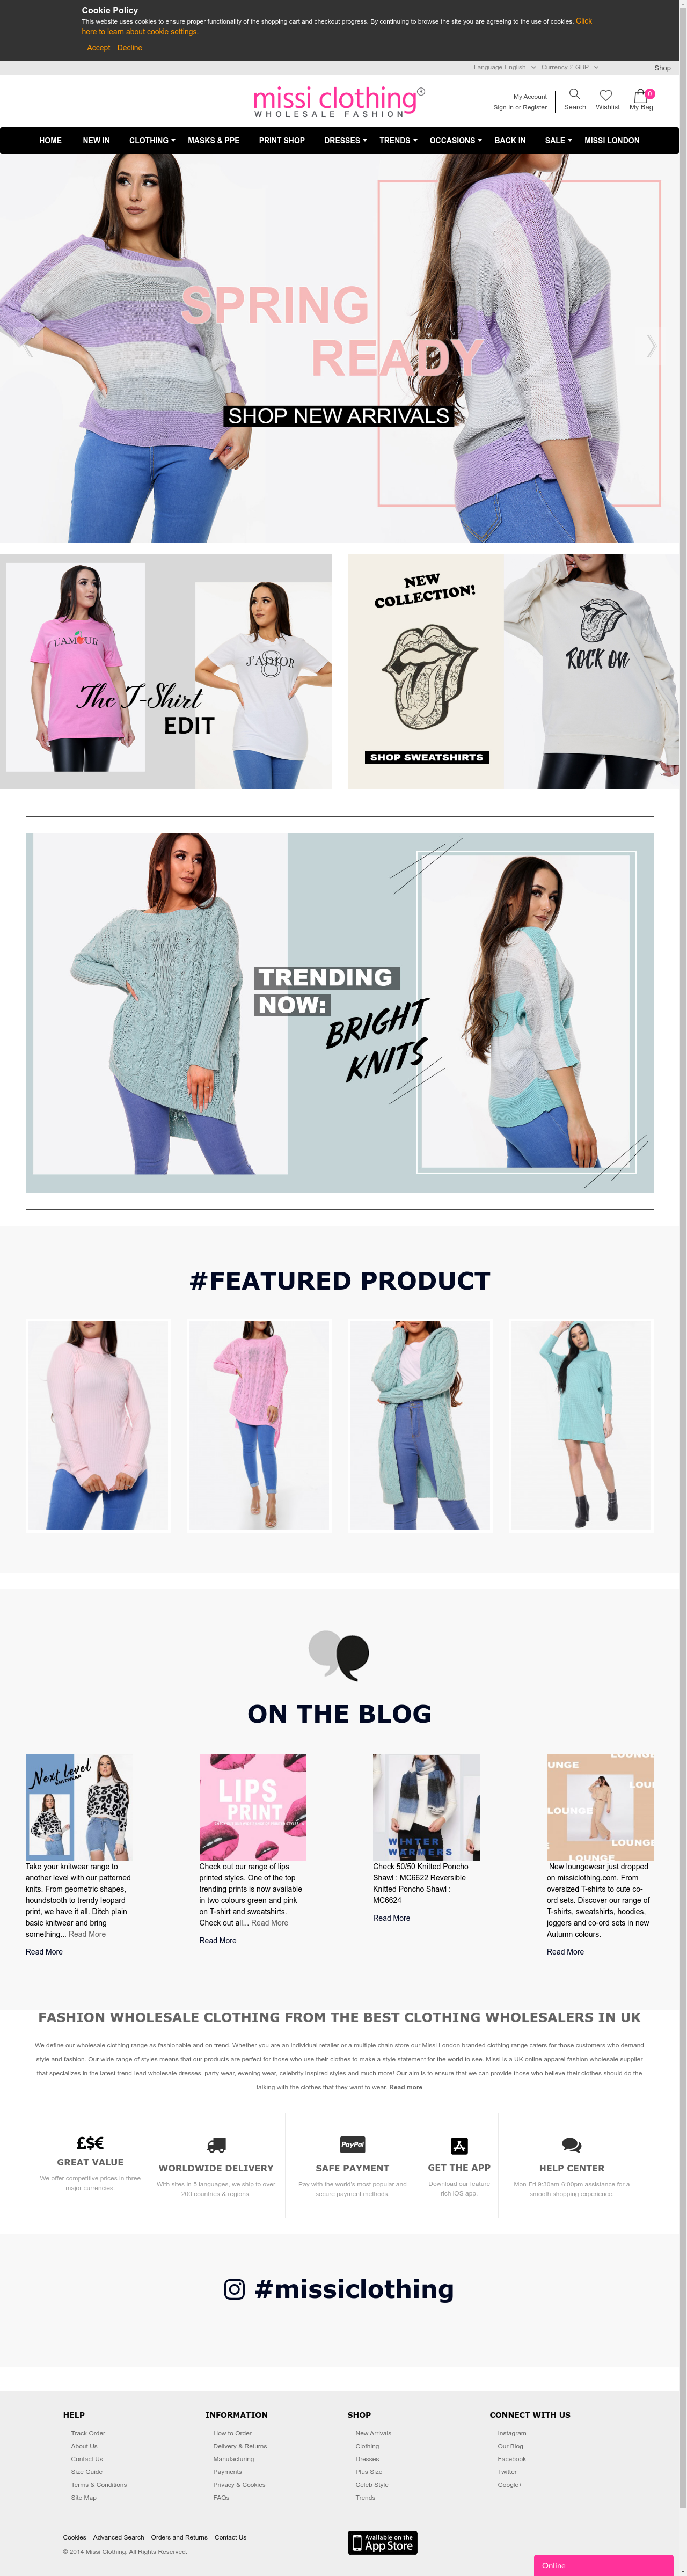 Cookie Policy
This website uses cookies to ensure proper functionality of the shopping cart and checkout progress. By continuing to browse the site you are agreeing to the use of cookies. Click
here to learn about cookie settings.
Accept Decline
Language-English Currency-£ GBP Shop
missi clothing®
WHOLESALE FASHION
My Account
Sign In or Register
Search Wishlist My Bag
0
HOME NEW IN CLOTHING MASKS & PPE PRINT SHOP DRESSES TRENDS OCCASIONS BACK IN SALE MISSI LONDON
SPRING
READY
SHOP NEW ARRIVALS
L'AMOUR
J'ADIOR
8
The T-Shirt
EDIT
NEW
COLLECTION!
SHOP SWEATSHIRTS
ROCK ON
TRENDING
NOW:
BRIGHT
KNITS
#FEATURED PRODUCT
ON THE BLOG
Next level
KNITWEAR
Take your knitwear range to
another level with our patterned
knits. From geometric shapes,
houndstooth to trendy leopard
print, we have it all. Ditch plain
basic knitwear and bring
something... Read More
Read More
LIPS
PRINT
Check out our range of lips
printed styles. One of the top
trending prints is now available
in two colours green and pink
on T-shirt and sweatshirts.
Check out all... Read More
Read More
WINTER
WARMERS
Check 50/50 Knitted Poncho
Shawl : MC6622 Reversible
Knitted Poncho Shawl :
MC6624
Read More
LOUNGE
UNGE
LOUN
LOUNGE
LOUNG
LOUNGE
New loungewear just dropped
on missiclothing.com. From
oversized T-shirts to cute co-
ord sets. Discover our range of
T-shirts, sweatshirts, hoodies,
joggers and co-ord sets in new
Autumn colours.
Read More
FASHION WHOLESALE CLOTHING FROM THE BEST CLOTHING WHOLESALERS IN UK
We define our wholesale clothing range as fashionable and on trend. Whether you are an individual retailer or a multiple chain store our Missi London branded clothing range caters for those customers who demand
style and fashion. Our wide range of styles means that our products are perfect for those who use their clothes to make a style statement for the world to see. Missi is a UK online apparel fashion wholesale supplier
that specializes in the latest trend-lead wholesale dresses, party wear, evening wear, celebrity inspired styles and much more! Our aim is to ensure that we can provide those who believe their clothes should do the
talking with the clothes that they want to wear. Read more
£$€
GREAT VALUE
We offer competitive prices in three
major currencies.
WORLDWIDE DELIVERY
With sites in 5 languages, we ship to over
200 countries & regions.
PayPal
SAFE PAYMENT
Pay with the world's most popular and
secure payment methods.
GET THE APP
Download our feature
rich iOS app.
HELP CENTER
Mon-Fri 9:30am-6:00pm assistance for a
smooth shopping experience.
#missiclothing
HELP
Track Order
About Us
Contact Us
Size Guide
Terms & Conditions
Site Map
INFORMATION
How to Order
Delivery & Returns
Manufacturing
Payments
Privacy & Cookies
FAQs
SHOP
New Arrivals
Clothing
Dresses
Plus Size
Celeb Style
Trends
CONNECT WITH US
Instagram
Our Blog
Facebook
Twitter
Google+
Cookies | Advanced Search | Orders and Returns | Contact Us
© 2014 Missi Clothing. All Rights Reserved.
Available on the
App Store
Online